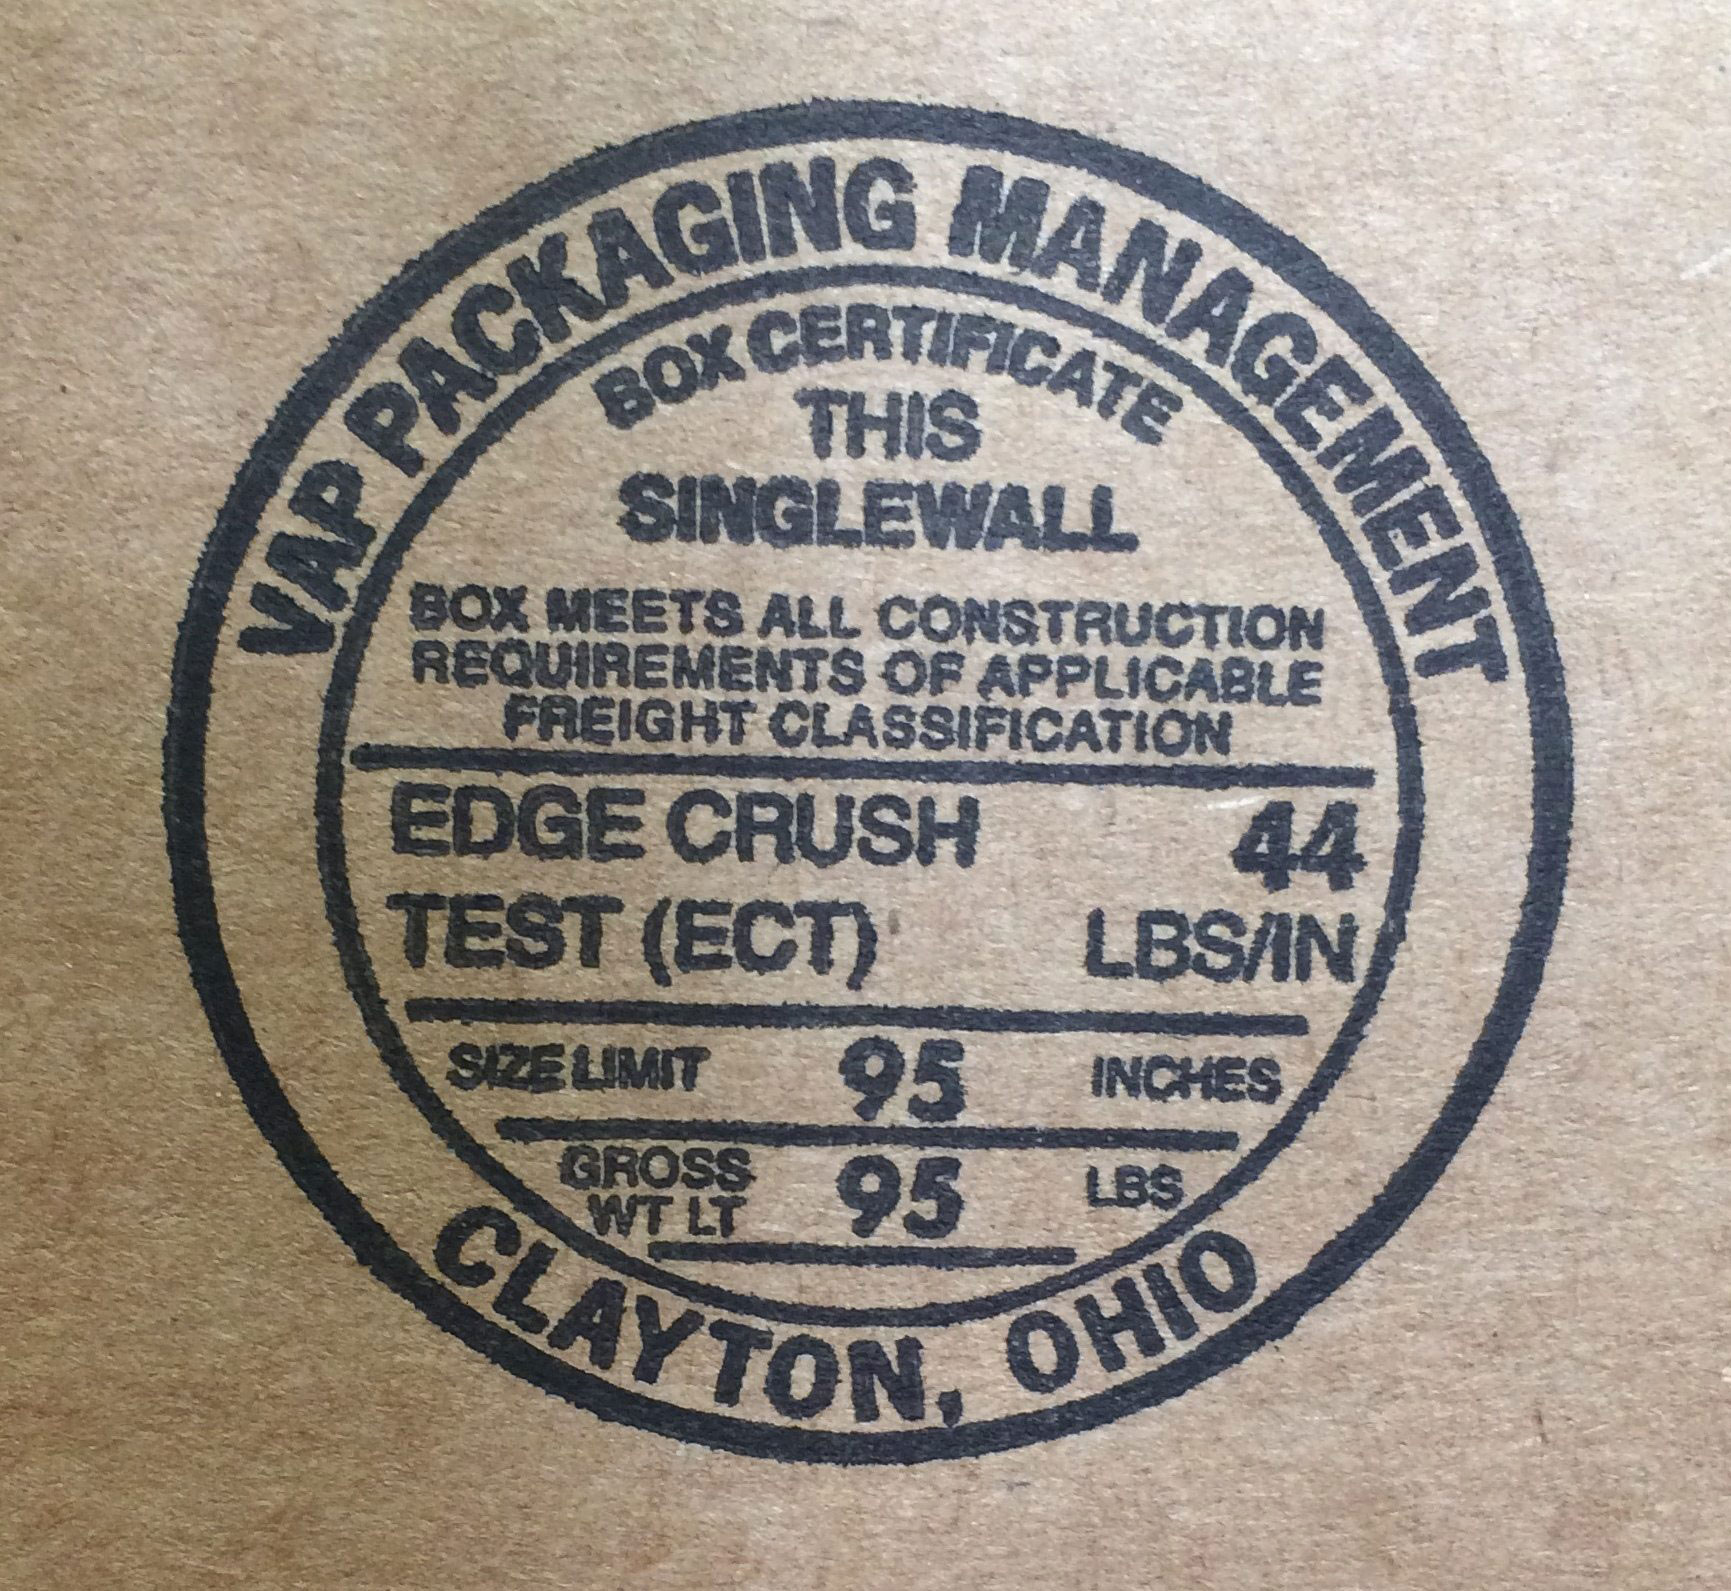 VAP PACKAGING MANAGEMENT
BOX CERTIFICATE
THIS
SINGLEWALL
BOX MEETS ALL CONSTRUCTION
REQUIREMENTS OF APPLICABLE
FREIGHT CLASSIFICATION
EDGE CRUSH 44
TEST (ECT) LBS/IN
SIZE LIMIT 95 INCHES
GROSS
WT LT 95 LBS
CLAYTON, OHIO